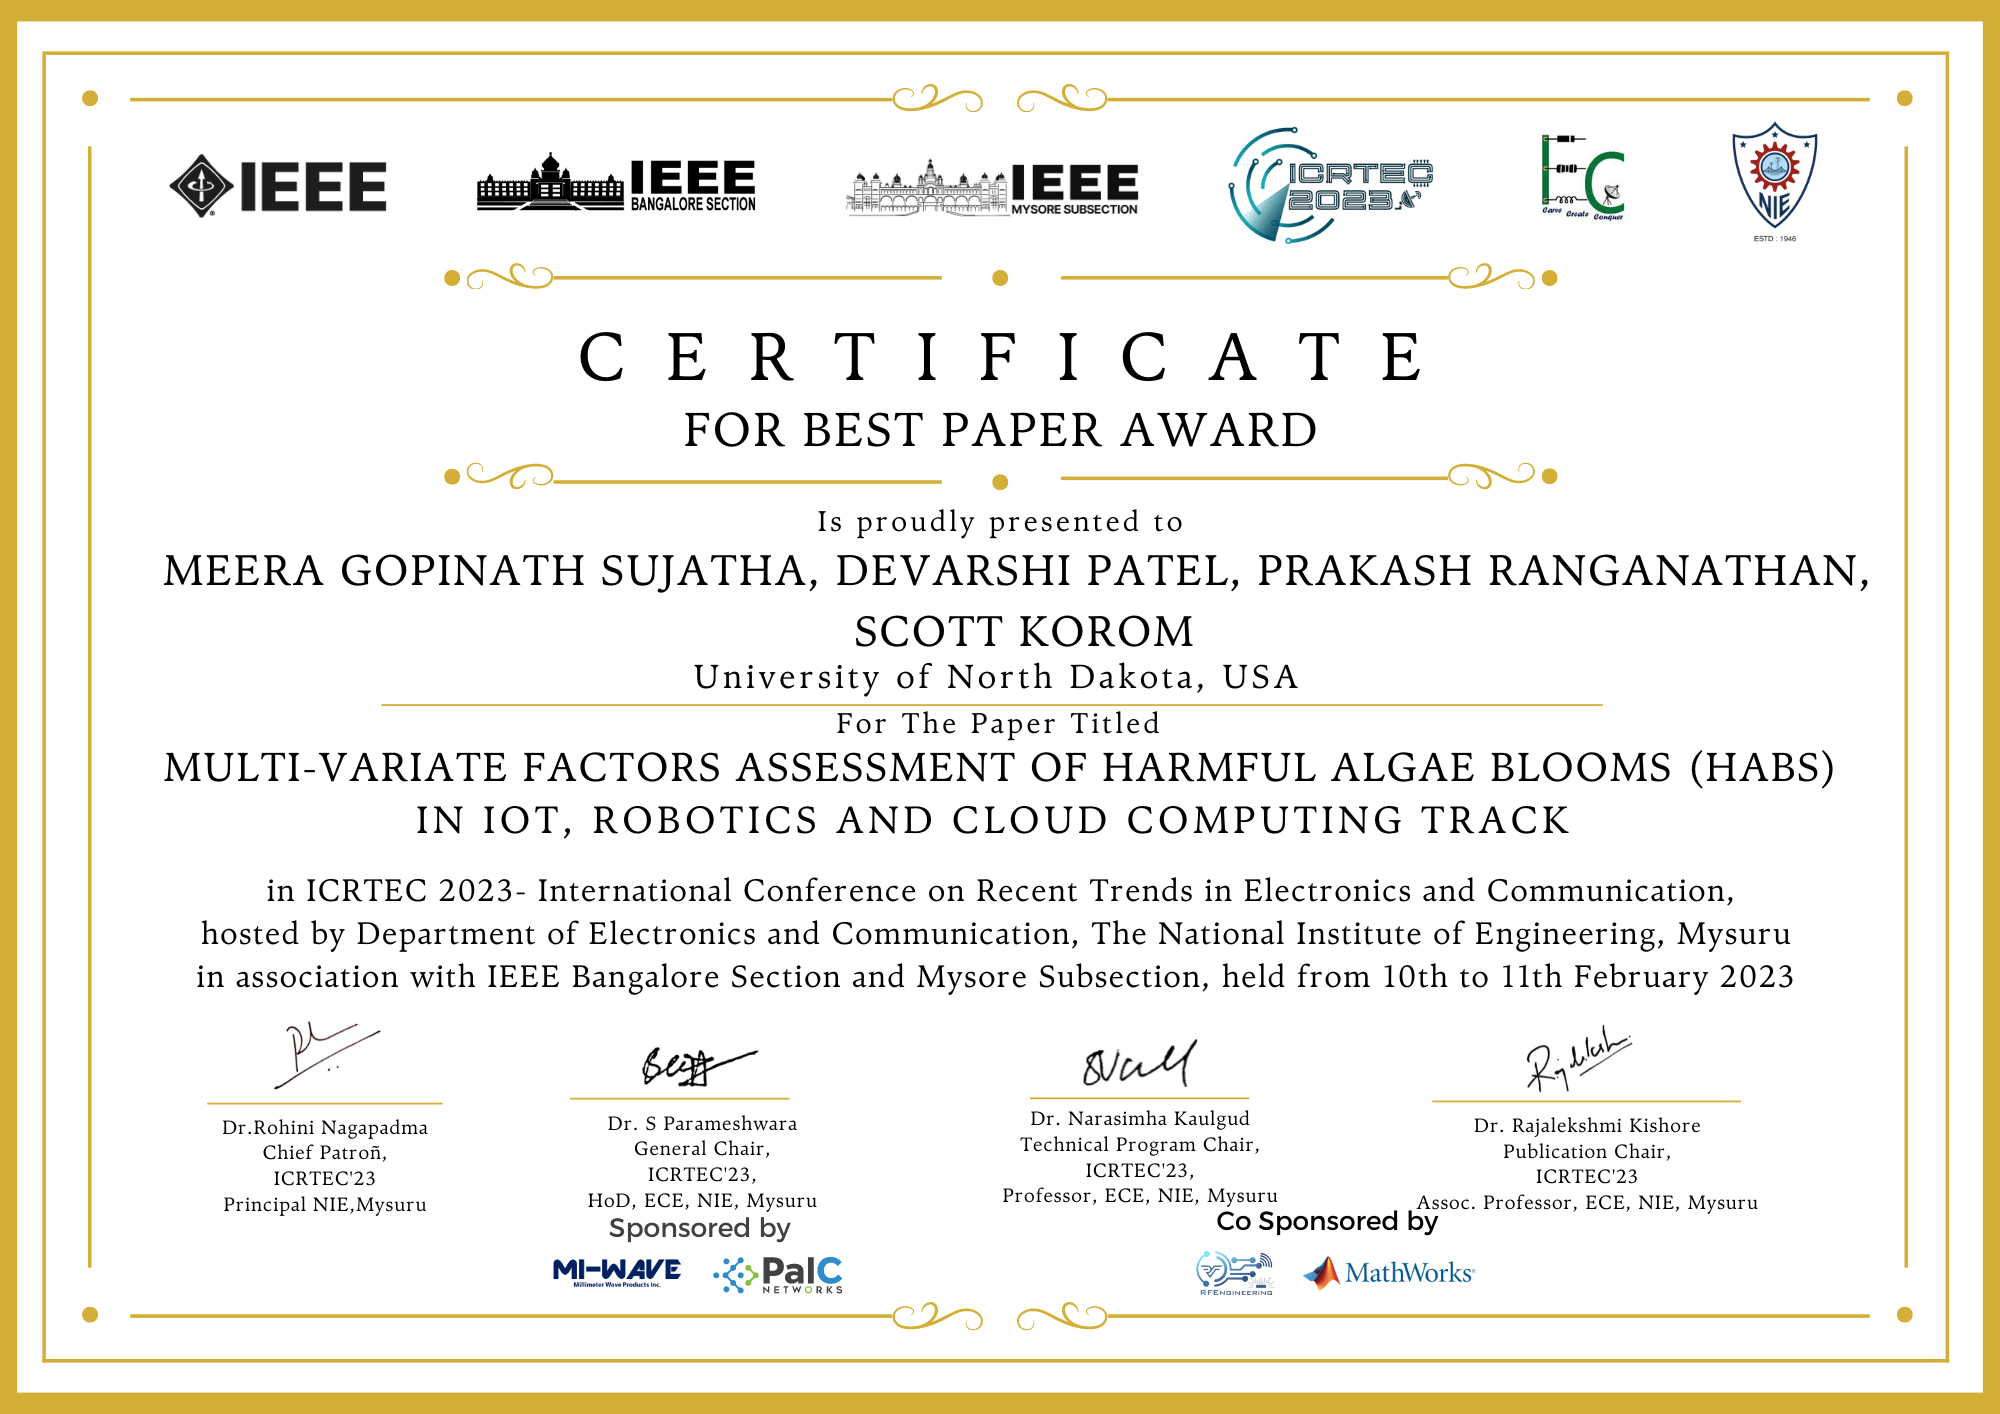 IEEE
IEEE
BANGALORE SECTION
IEEE
MYSORE SUBSECTION
ICRTEC
2023
EC
Carve Create Conquer
NIE
ESTD : 1946
CERTIFICATE
FOR BEST PAPER AWARD
Is proudly presented to
MEERA GOPINATH SUJATHA, DEVARSHI PATEL, PRAKASH RANGANATHAN,
SCOTT KOROM
University of North Dakota, USA
For The Paper Titled
MULTI-VARIATE FACTORS ASSESSMENT OF HARMFUL ALGAE BLOOMS (HABS)
IN IOT, ROBOTICS AND CLOUD COMPUTING TRACK
in ICRTEC 2023- International Conference on Recent Trends in Electronics and Communication,
hosted by Department of Electronics and Communication, The National Institute of Engineering, Mysuru
in association with IEEE Bangalore Section and Mysore Subsection, held from 10th to 11th February 2023
Dr.Rohini Nagapadma
Chief Patroñ,
ICRTEC'23
Principal NIE,Mysuru
Dr. S Parameshwara
General Chair,
ICRTEC'23,
HoD, ECE, NIE, Mysuru
Dr. Narasimha Kaulgud
Technical Program Chair,
ICRTEC'23,
Professor, ECE, NIE, Mysuru
Dr. Rajalekshmi Kishore
Publication Chair,
ICRTEC'23
Assoc. Professor, ECE, NIE, Mysuru
Sponsored by
MI-WAVE
Millimeter Wave Products Inc.
PalC
NETWORKS
Co Sponsored by
RFENGINEERING
MathWorks®